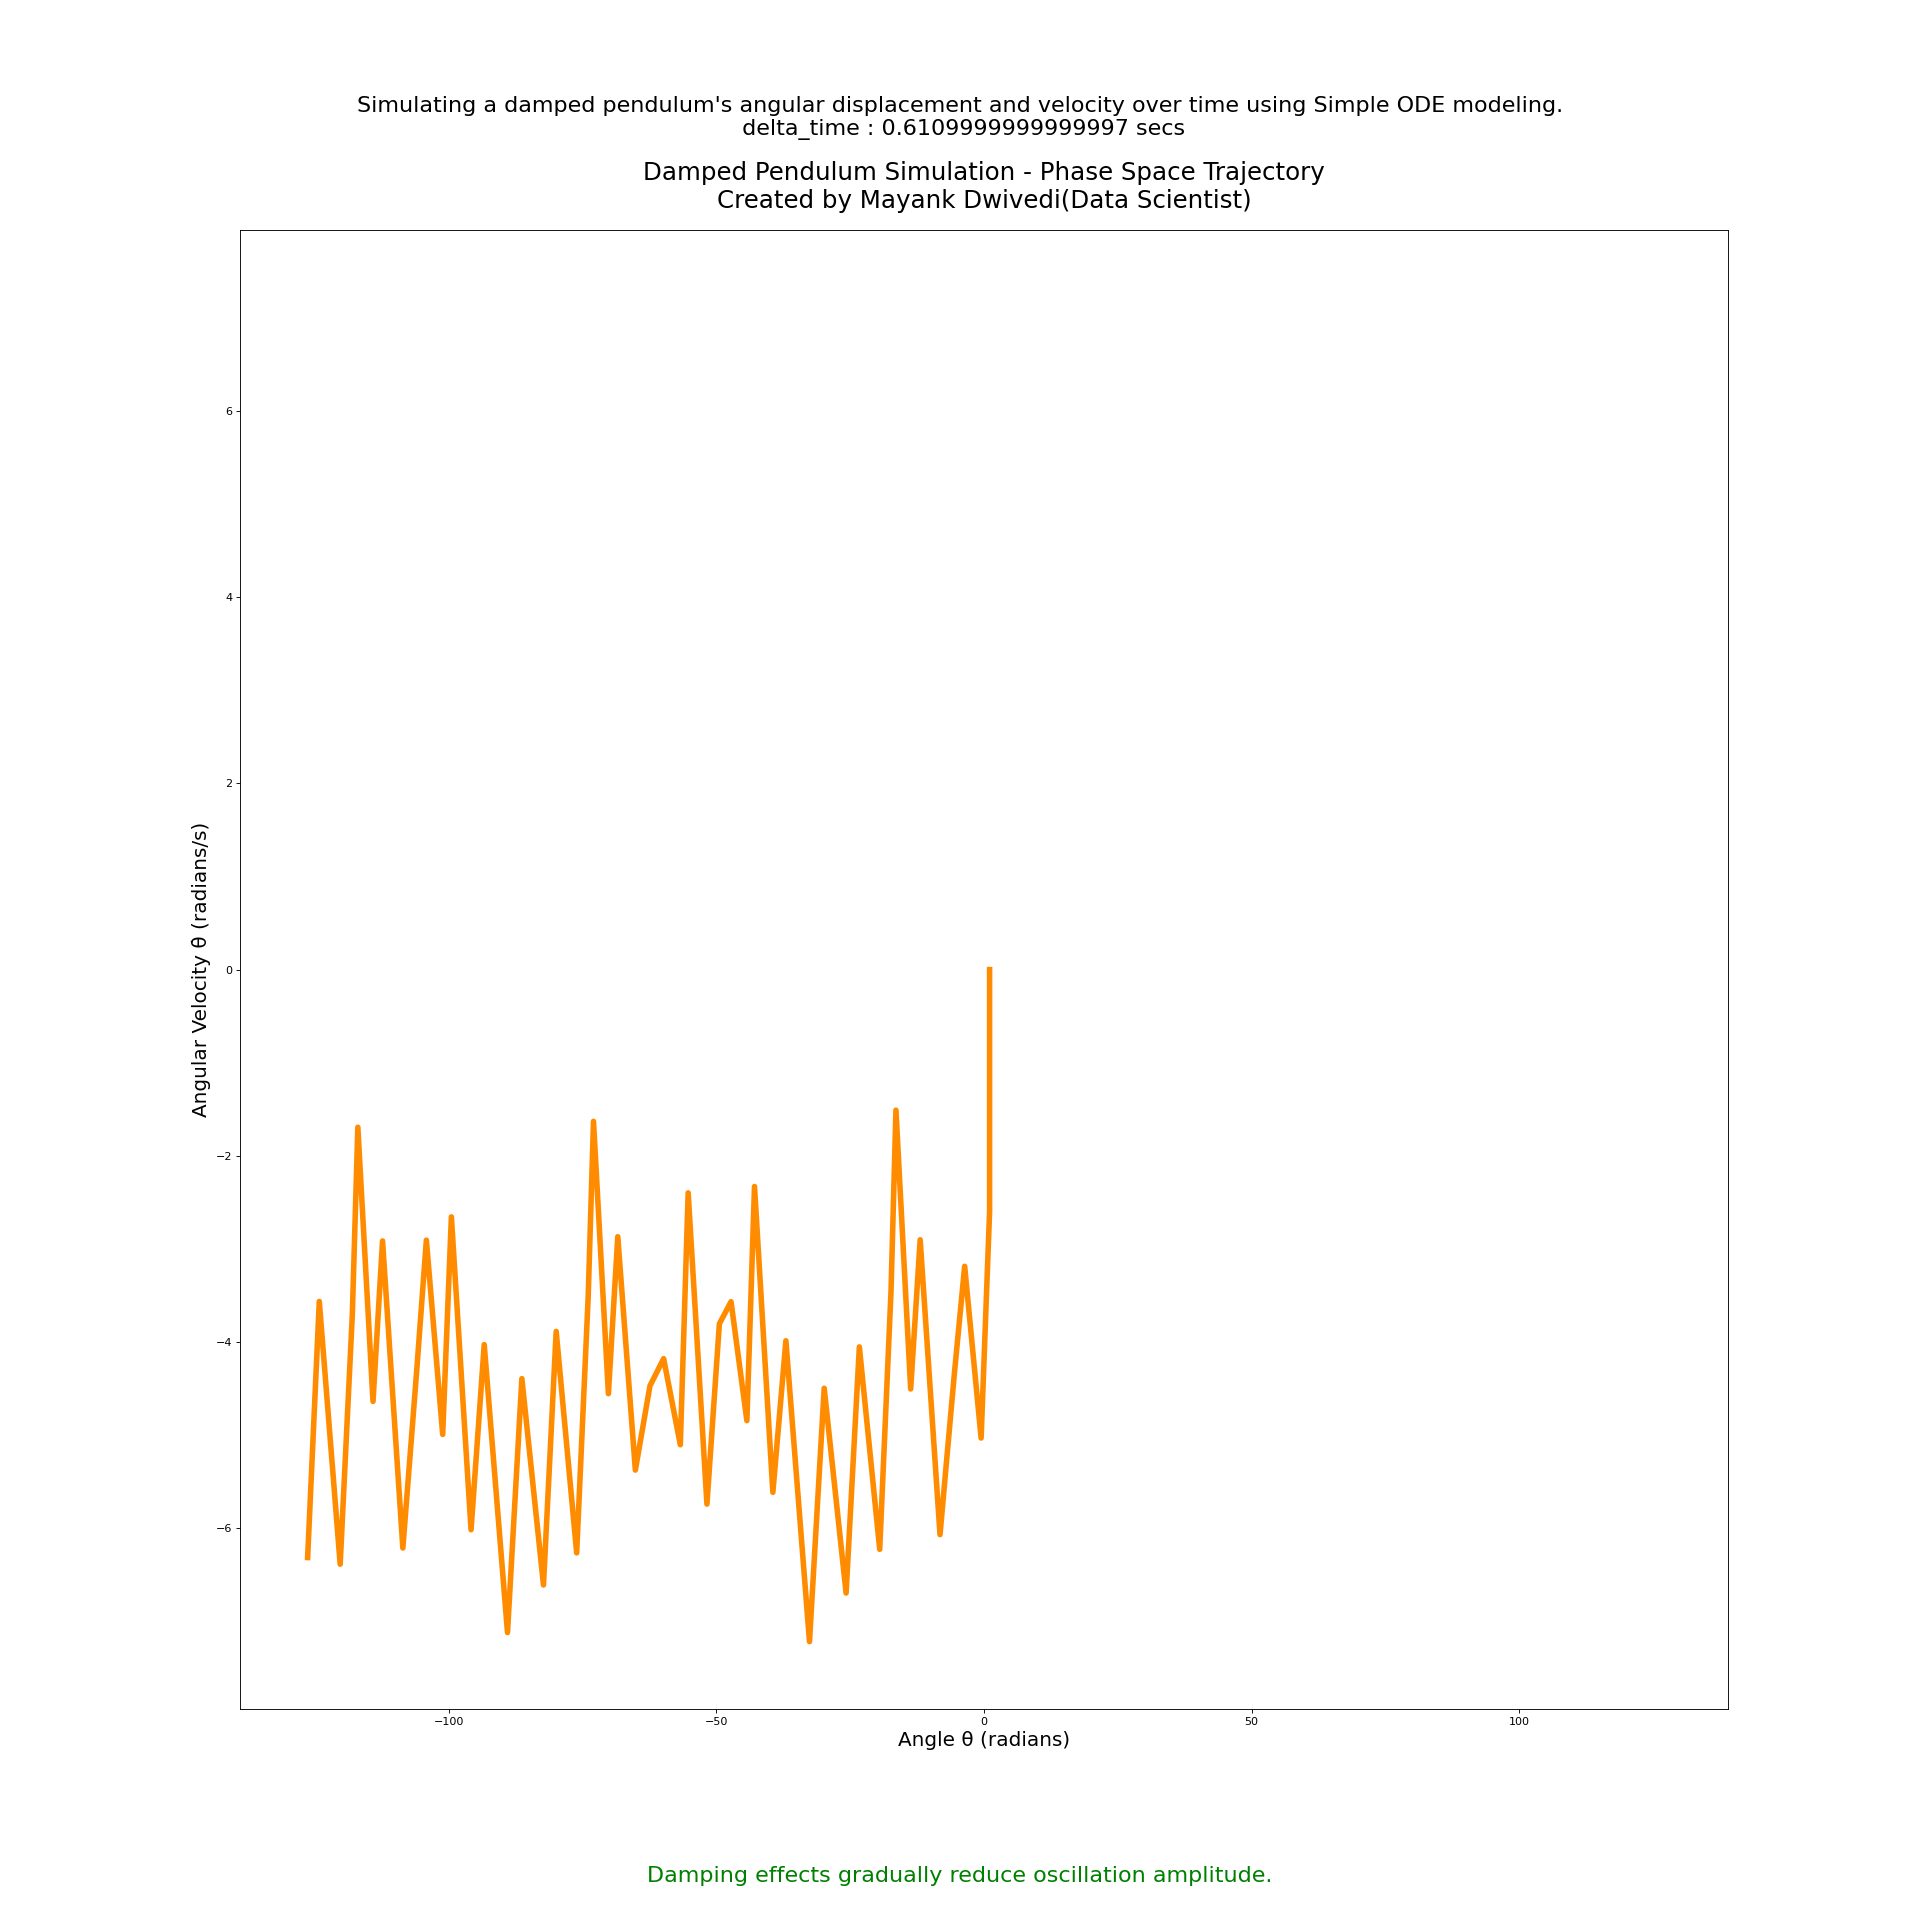 Simulating a damped pendulum's angular displacement and velocity over time using Simple ODE modeling.
delta_time : 0.6109999999999997 secs
Damped Pendulum Simulation - Phase Space Trajectory
Created by Mayank Dwivedi(Data Scientist)
6
4
2
0
−2
−4
−6
Angular Velocity θ (radians/s)
−100
−50
0
50
100
Angle θ (radians)
Damping effects gradually reduce oscillation amplitude.